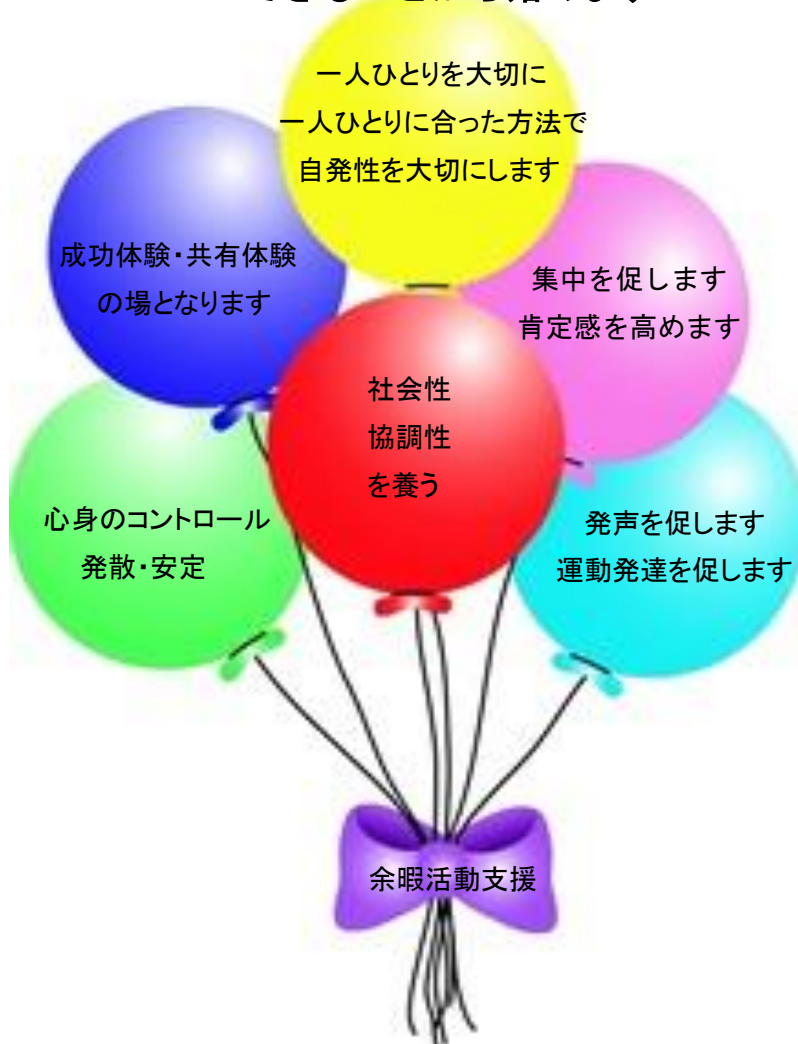 一人ひとりを大切に
一人ひとりに合った方法で
自発性を大切にします
成功体験・共有体験
の場となります
集中を促します
肯定感を高めます
社会性
協調性
を養う
心身のコントロール
発散・安定
発声を促します
運動発達を促します
余暇活動支援